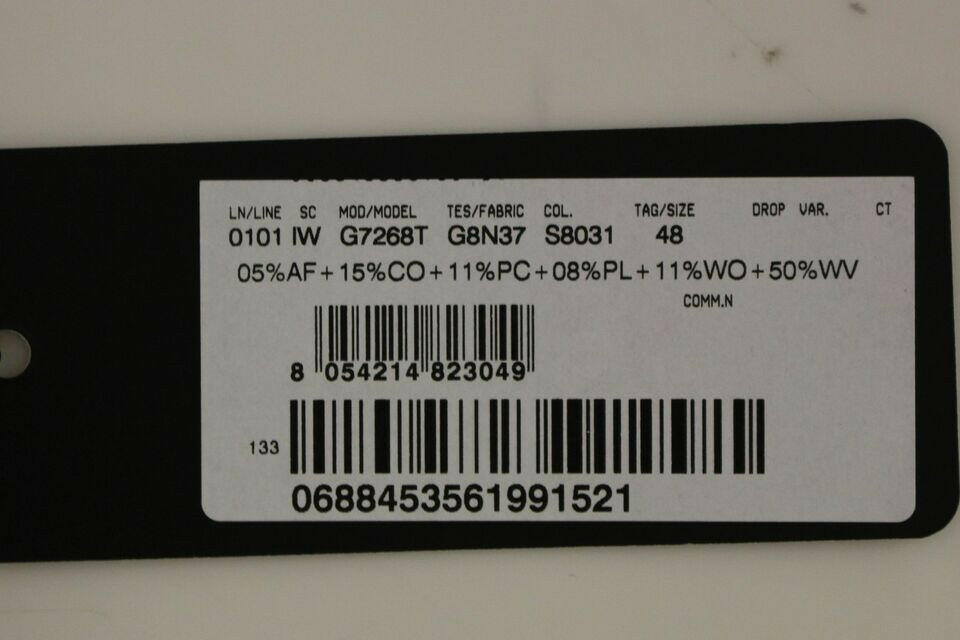 LN/LINE SC MOD/MODEL TES/FABRIC COL. TAG/SIZE DROP VAR. CT
0101 IW G7268T G8N37 S8031 48
05%AF+15%CO+11%PC+08%PL+11%WO+50%WV
COMM.N
8 054214 823049
133
0688453561991521